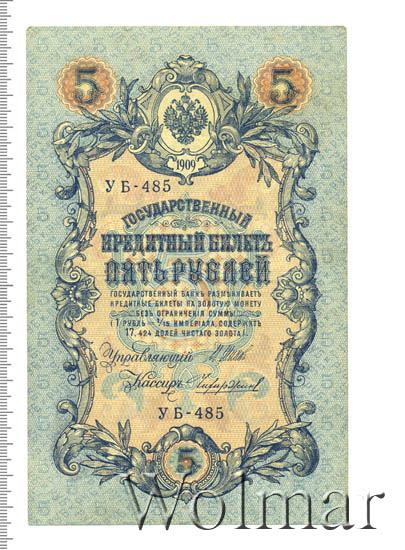 5 5
1909
УБ-485
ГОСУДАРСТВЕННЫЙ
КРЕДИТНЫЙ БИЛЕТЪ
ПЯТЬ РУБЛЕЙ
ГОСУДАРСТВЕННЫЙ БАНКЪ РАЗМѢНИВАЕТЪ
КРЕДИТНЫЕ БИЛЕТЫ НА ЗОЛОТУЮ МОНЕТУ
БЕЗЪ ОГРАНИЧЕНІЯ СУММЫ
(1 РУБЛЬ = 1/15 ИМПЕРІАЛА, СОДЕРЖИТЪ
17,424 ДОЛЕЙ ЧИСТАГО ЗОЛОТА).
Управляющій
Кассиръ
УБ-485
5
Wolmar